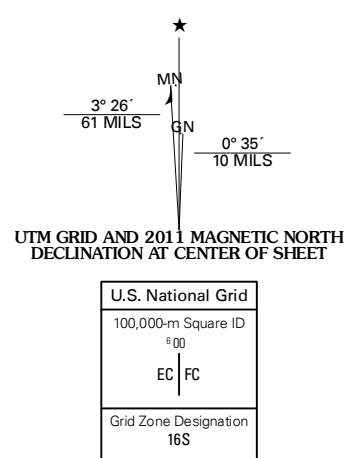 ★
MN
3° 26´
61 MILS
GN
0° 35´
10 MILS
UTM GRID AND 2011 MAGNETIC NORTH
DECLINATION AT CENTER OF SHEET
U.S. National Grid
100,000-m Square ID
⁶00
EC FC
Grid Zone Designation
16S